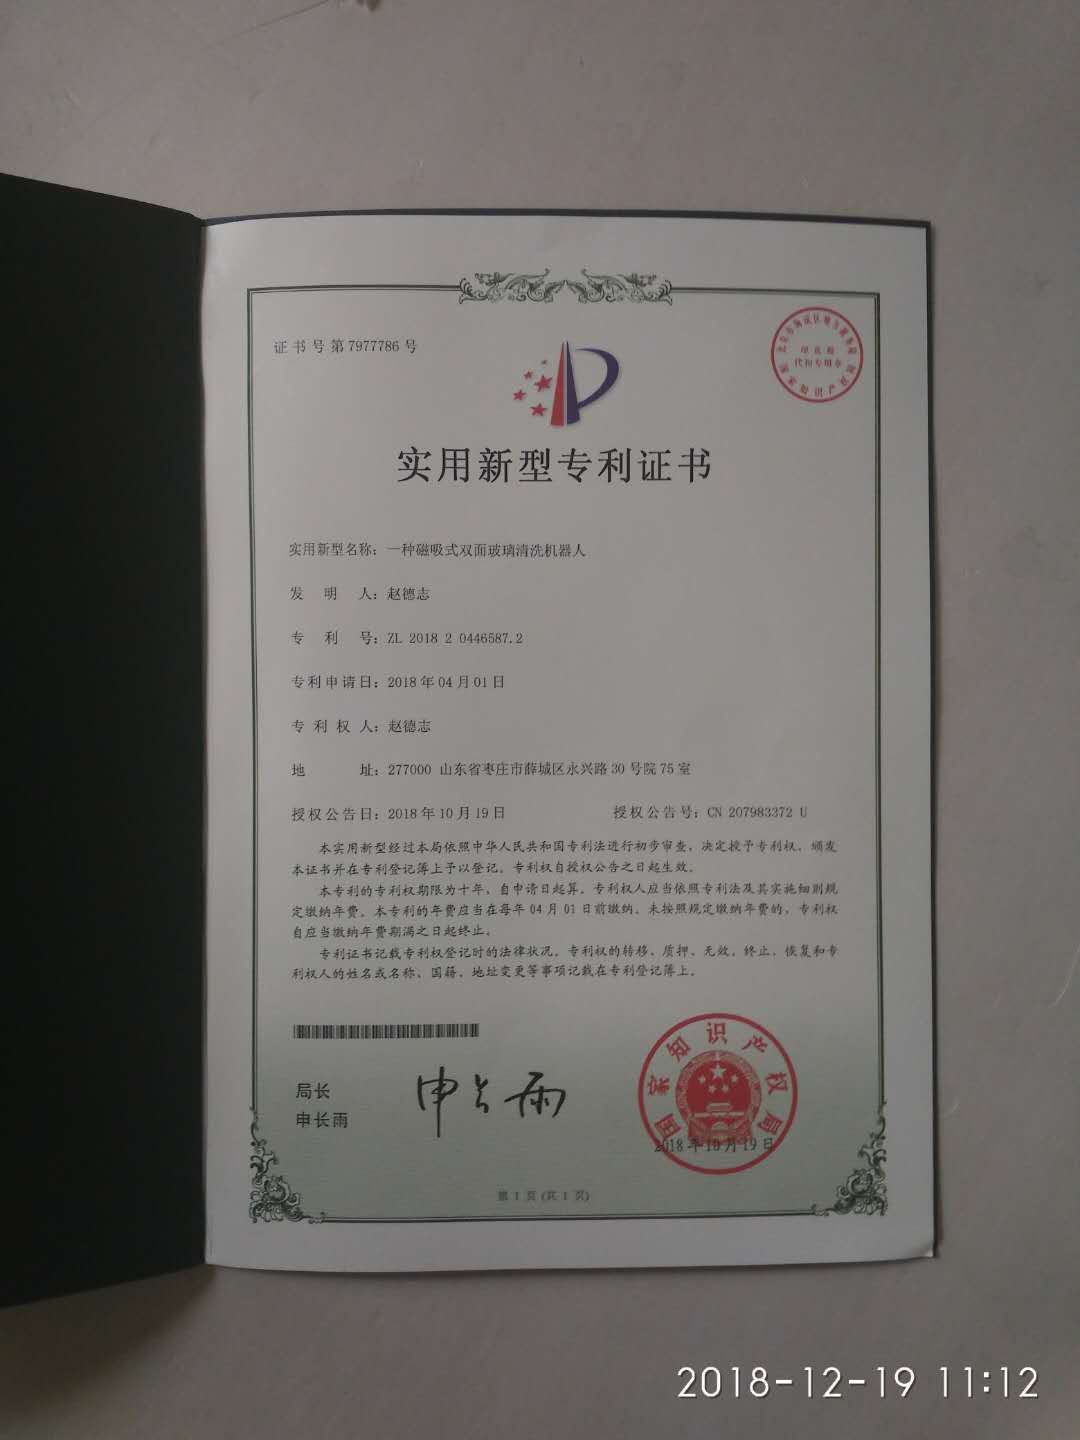 证书号第7977786号
实用新型专利证书
实用新型名称：一种磁吸式双面玻璃清洗机器人
发明人：赵德志
专利号：ZL 2018 2 0446587.2
专利申请日：2018年04月01日
专利权人：赵德志
地址：277000 山东省枣庄市薛城区永兴路30号院75室
授权公告日：2018年10月19日 授权公告号：CN 207983372 U
本实用新型经过本局依照中华人民共和国专利法进行初步审查，决定授予专利权，颁发
本证书并在专利登记簿上予以登记。专利权自授权公告之日起生效。
本专利的专利权期限为十年，自申请日起算。专利权人应当依照专利法及其实施细则规
定缴纳年费。本专利的年费应当在每年04月01日前缴纳。未按照规定缴纳年费的，专利权
自应当缴纳年费期满之日起终止。
专利证书记载专利权登记时的法律状况。专利权的转移、质押、无效、终止、恢复和专
利权人的姓名或名称、国籍、地址变更等事项记载在专利登记簿上。
局长
申长雨
申长雨
国家知识产权局
2018年10月19日
第1页(共1页)
2018-12-19 11:12